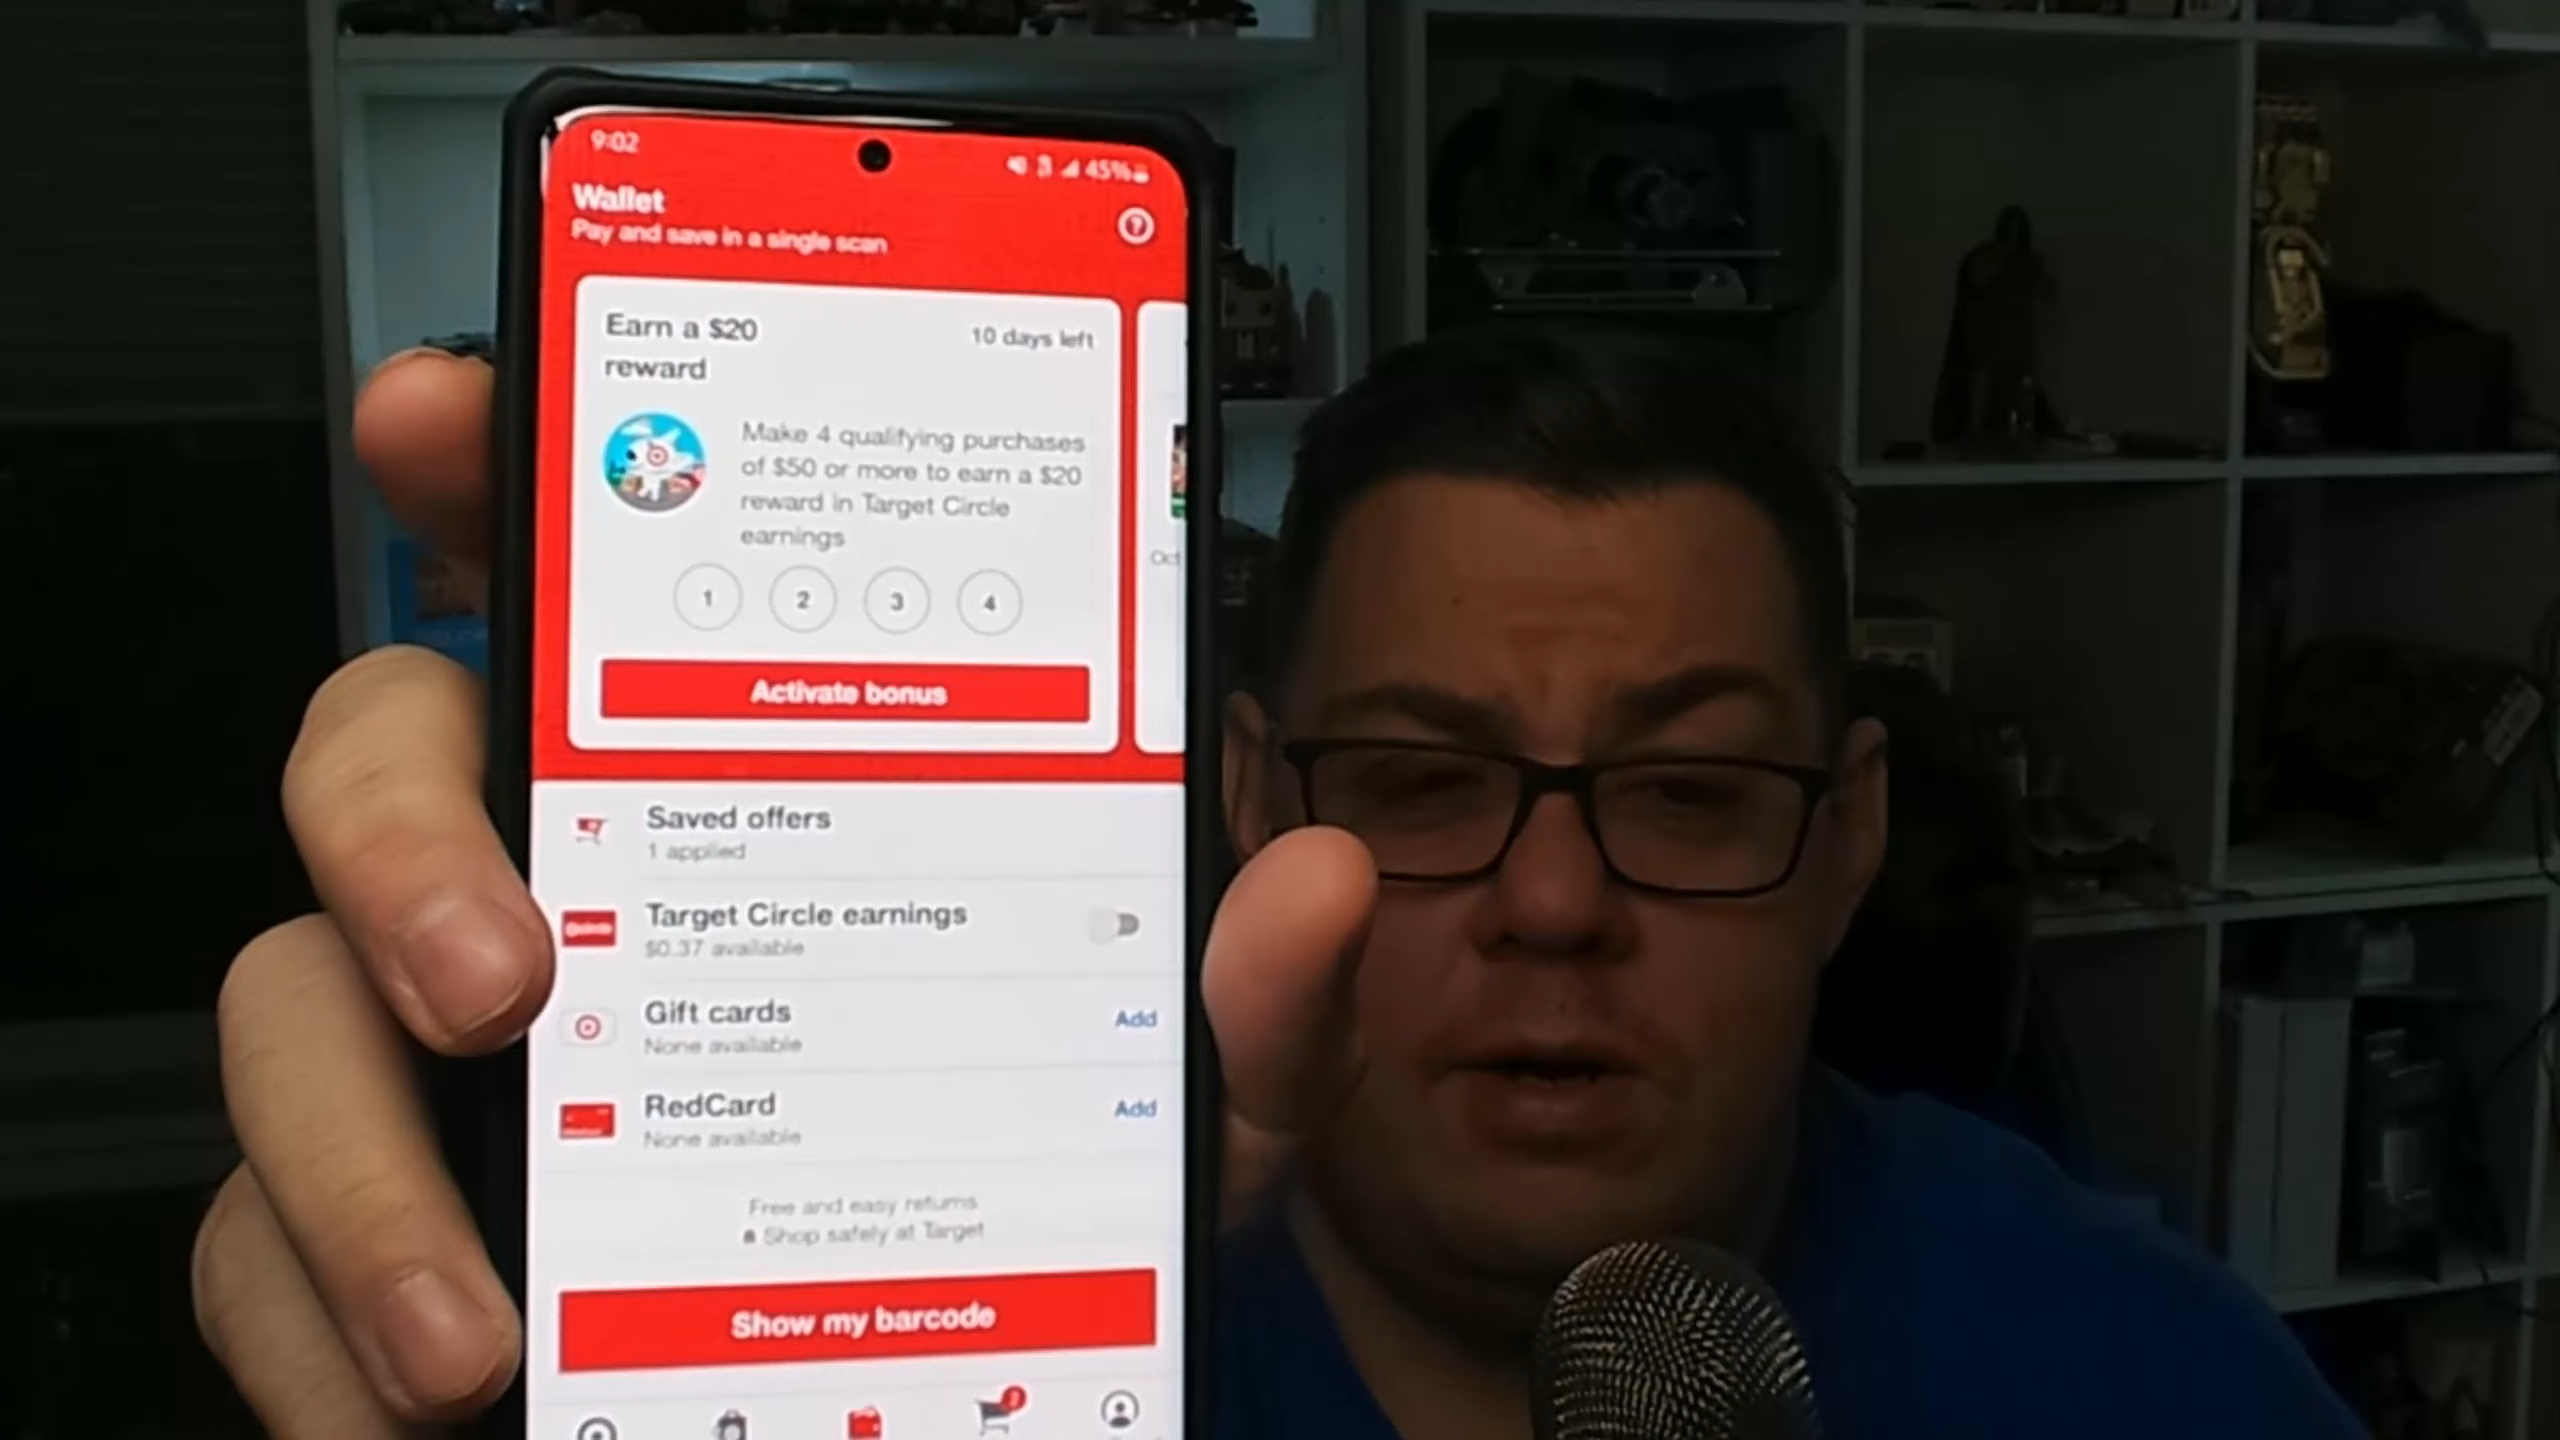 9:02
45%
Wallet
Pay and save in a single scan
?
Earn a $20
reward
10 days left
Make 4 qualifying purchases
of $50 or more to earn a $20
reward in Target Circle
earnings
1 2 3 4
Activate bonus
Oct
Saved offers
1 applied
Target Circle earnings
$0.37 available
Gift cards
None available
Add
RedCard
None available
Add
Free and easy returns
Shop safely at Target
Show my barcode